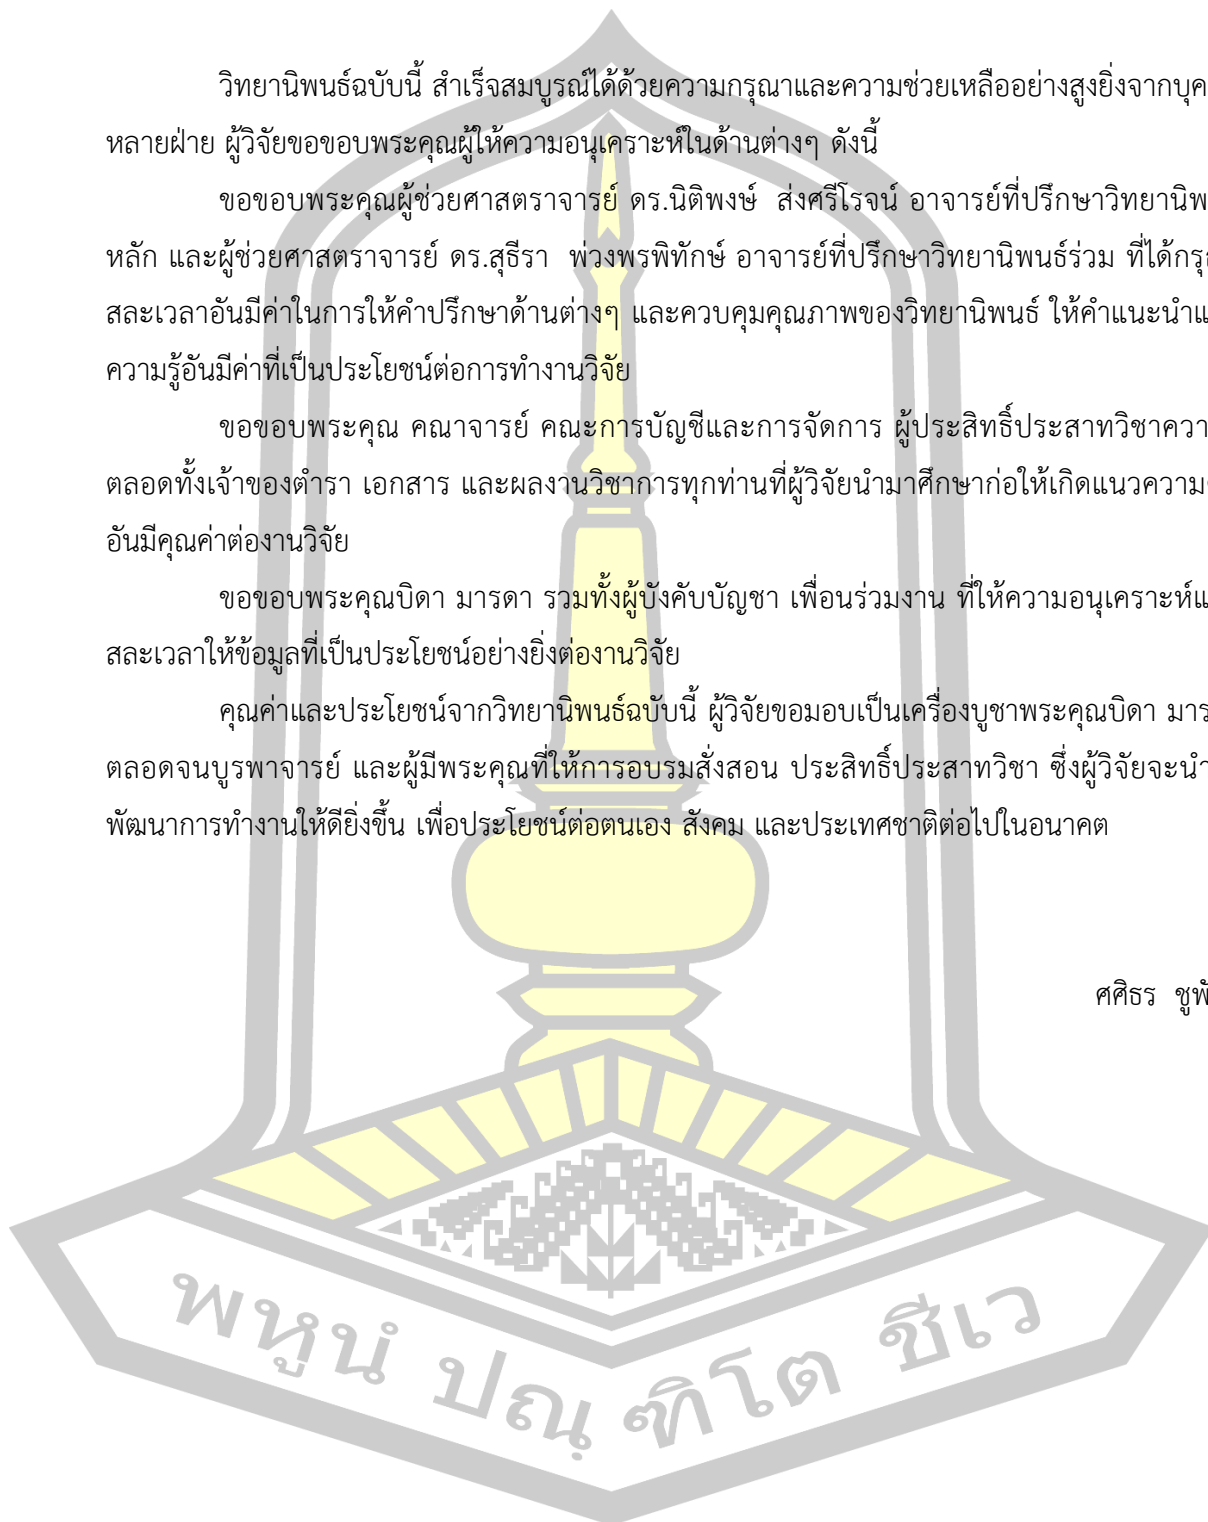 วิทยานิพนธ์ฉบับนี้ สำเร็จสมบูรณ์ได้ด้วยความกรุณาและความช่วยเหลืออย่างสูงยิ่งจากบุค
หลายฝ่าย ผู้วิจัยขอขอบพระคุณผู้ให้ความอนุเคราะห์ในด้านต่างๆ ดังนี้
ขอขอบพระคุณผู้ช่วยศาสตราจารย์ ดร.นิติพงษ์ ส่งศรีโรจน์ อาจารย์ที่ปรึกษาวิทยานิพ
หลัก และผู้ช่วยศาสตราจารย์ ดร.สุธีรา พ่วงพรพิทักษ์ อาจารย์ที่ปรึกษาวิทยานิพนธ์ร่วม ที่ได้กรุ
สละเวลาอันมีค่าในการให้คำปรึกษาด้านต่างๆ และควบคุมคุณภาพของวิทยานิพนธ์ ให้คำแนะนำแ
ความรู้อันมีค่าที่เป็นประโยชน์ต่อการทำงานวิจัย
ขอขอบพระคุณ คณาจารย์ คณะการบัญชีและการจัดการ ผู้ประสิทธิ์ประสาทวิชาควา
ตลอดทั้งเจ้าของตำรา เอกสาร และผลงานวิชาการทุกท่านที่ผู้วิจัยนำมาศึกษาก่อให้เกิดแนวความ
อันมีคุณค่าต่องานวิจัย
ขอขอบพระคุณบิดา มารดา รวมทั้งผู้บังคับบัญชา เพื่อนร่วมงาน ที่ให้ความอนุเคราะห์แ
สละเวลาให้ข้อมูลที่เป็นประโยชน์อย่างยิ่งต่องานวิจัย
คุณค่าและประโยชน์จากวิทยานิพนธ์ฉบับนี้ ผู้วิจัยขอมอบเป็นเครื่องบูชาพระคุณบิดา มาร
ตลอดจนบูรพาจารย์ และผู้มีพระคุณที่ให้การอบรมสั่งสอน ประสิทธิ์ประสาทวิชา ซึ่งผู้วิจัยจะนำ
พัฒนาการทำงานให้ดียิ่งขึ้น เพื่อประโยชน์ต่อตนเอง สังคม และประเทศชาติต่อไปในอนาคต
ศศิธร ชูพั
พหูนํ ปณฺฑิโต ชีเว